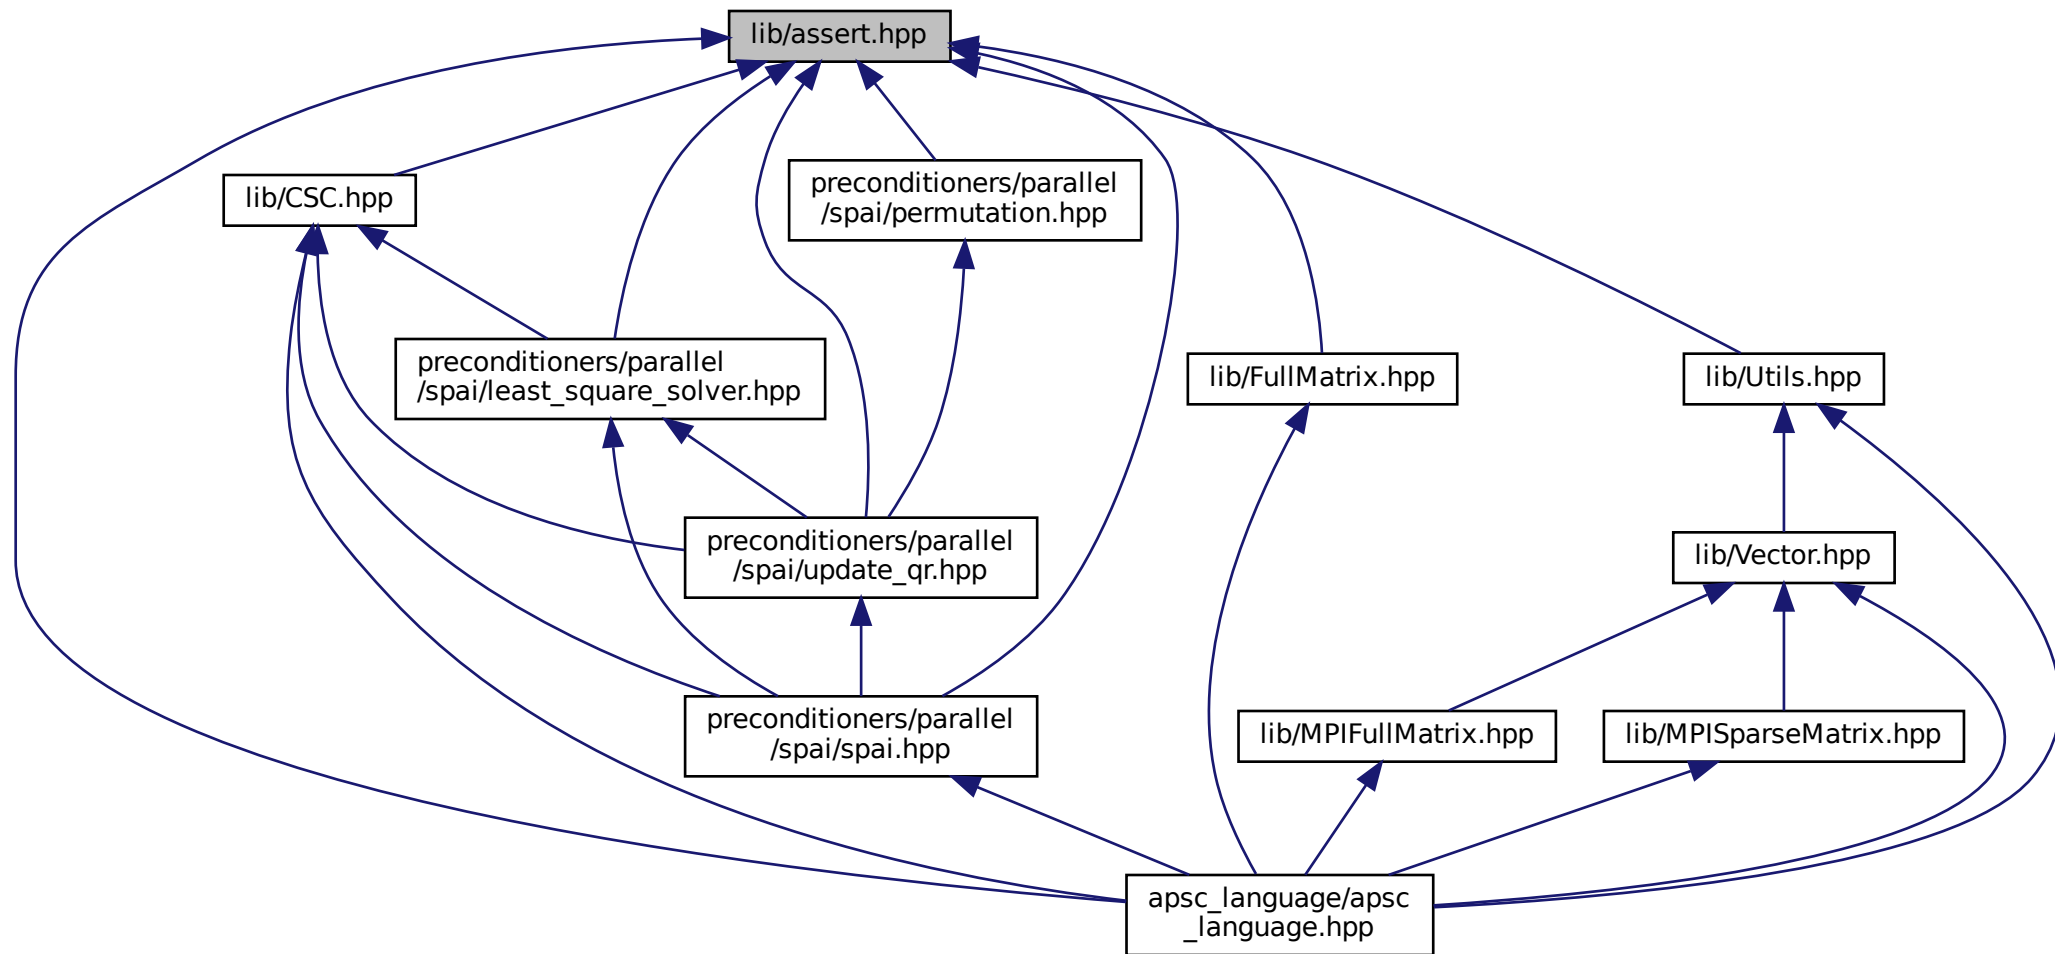 lib/assert.hpp
lib/CSC.hpp
preconditioners/parallel
/spai/permutation.hpp
preconditioners/parallel
/spai/least_square_solver.hpp
lib/FullMatrix.hpp
lib/Utils.hpp
preconditioners/parallel
/spai/update_qr.hpp
lib/Vector.hpp
preconditioners/parallel
/spai/spai.hpp
lib/MPIFullMatrix.hpp
lib/MPISparseMatrix.hpp
apsc_language/apsc
_language.hpp